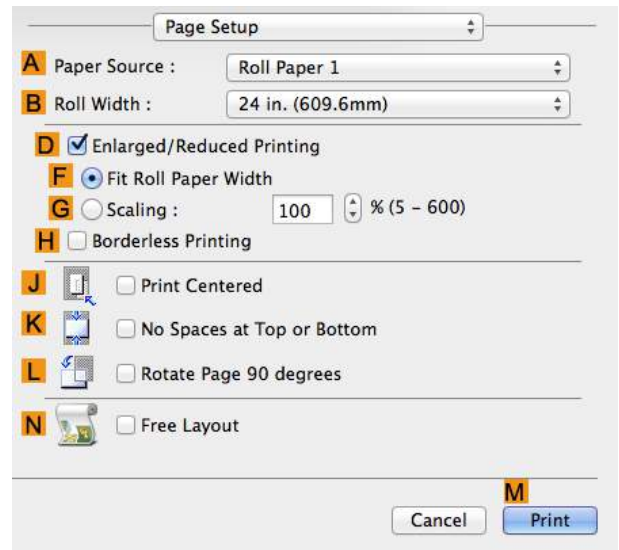 Page Setup
A Paper Source : Roll Paper 1
B Roll Width : 24 in. (609.6mm)
D Enlarged/Reduced Printing
F Fit Roll Paper Width
G Scaling : 100 % (5 - 600)
H Borderless Printing
J Print Centered
K No Spaces at Top or Bottom
L Rotate Page 90 degrees
N Free Layout
M
Cancel Print